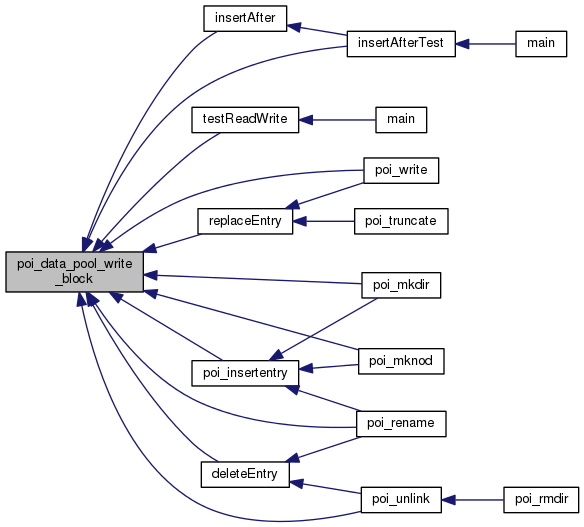 insertAfter
insertAfterTest
main
testReadWrite
main
poi_write
replaceEntry
poi_truncate
poi_data_pool_write
_block
poi_mkdir
poi_mknod
poi_insertentry
poi_rename
deleteEntry
poi_unlink
poi_rmdir